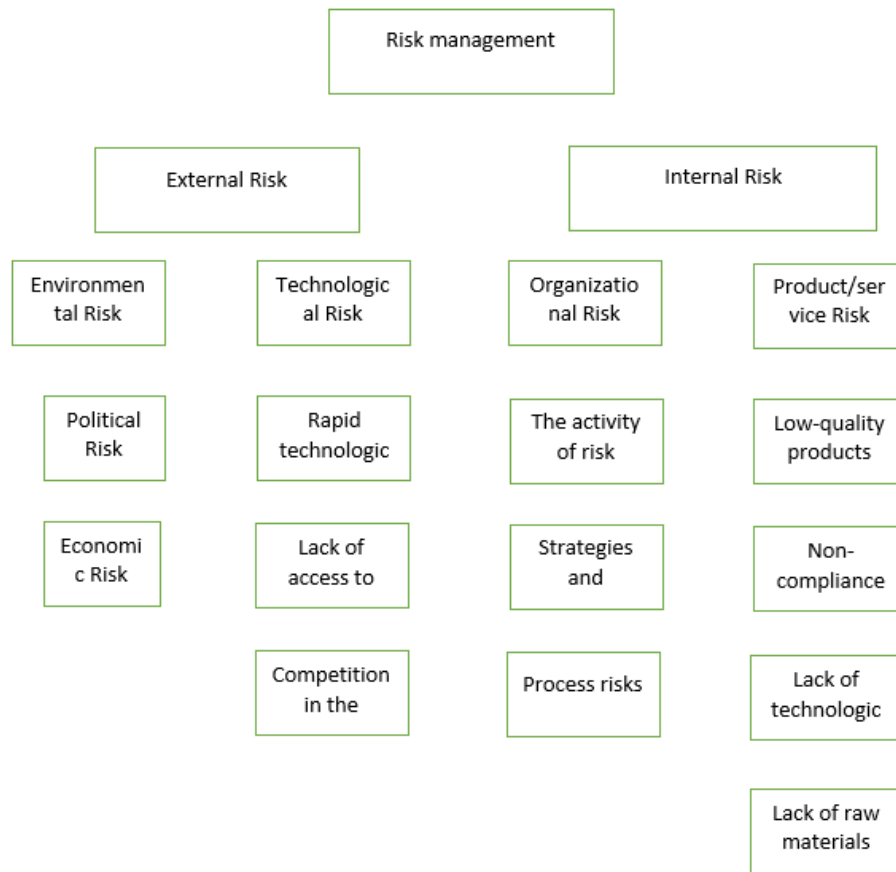 Risk management
External Risk
Internal Risk
Environmen
tal Risk
Technologic
al Risk
Organizatio
nal Risk
Product/ser
vice Risk
Political
Risk
Rapid
technologic
The activity
of risk
Low-quality
products
Economi
c Risk
Lack of
access to
Strategies
and
Non-
compliance
Competition
in the
Process risks
Lack of
technologic
Lack of raw
materials